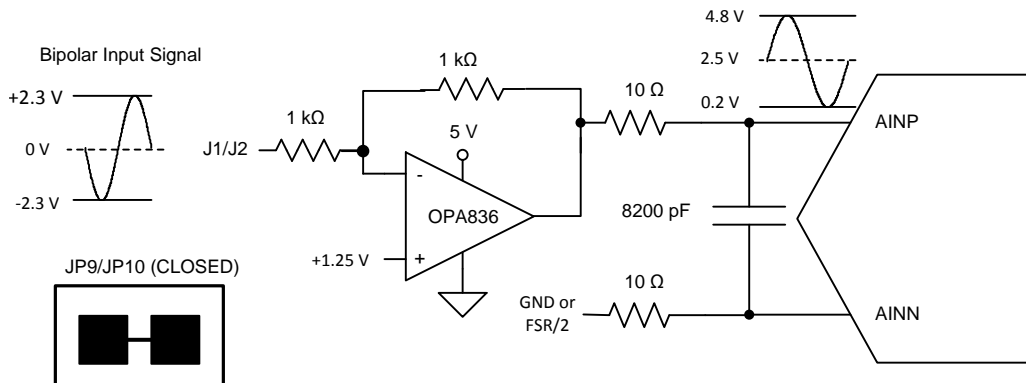 Bipolar Input Signal
+2.3 V
0 V
-2.3 V
J1/J2
1 kΩ
1 kΩ
5 V
-
OPA836
+
+1.25 V
10 Ω
4.8 V
2.5 V
0.2 V
AINP
8200 pF
10 Ω
GND or
FSR/2
AINN
JP9/JP10 (CLOSED)